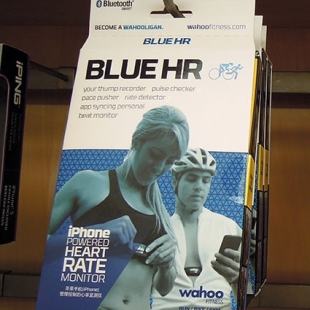 Bluetooth
BECOME A WAHOOLIGAN.
wahoofitness.com
BLUE HR
BLUE HR
your thump recorder pulse checker
pace pusher rate detector
app syncing personal
beat monitor
iPING
iPhone
POWERED
HEART
RATE
MONITOR
wahoo
FITNESS